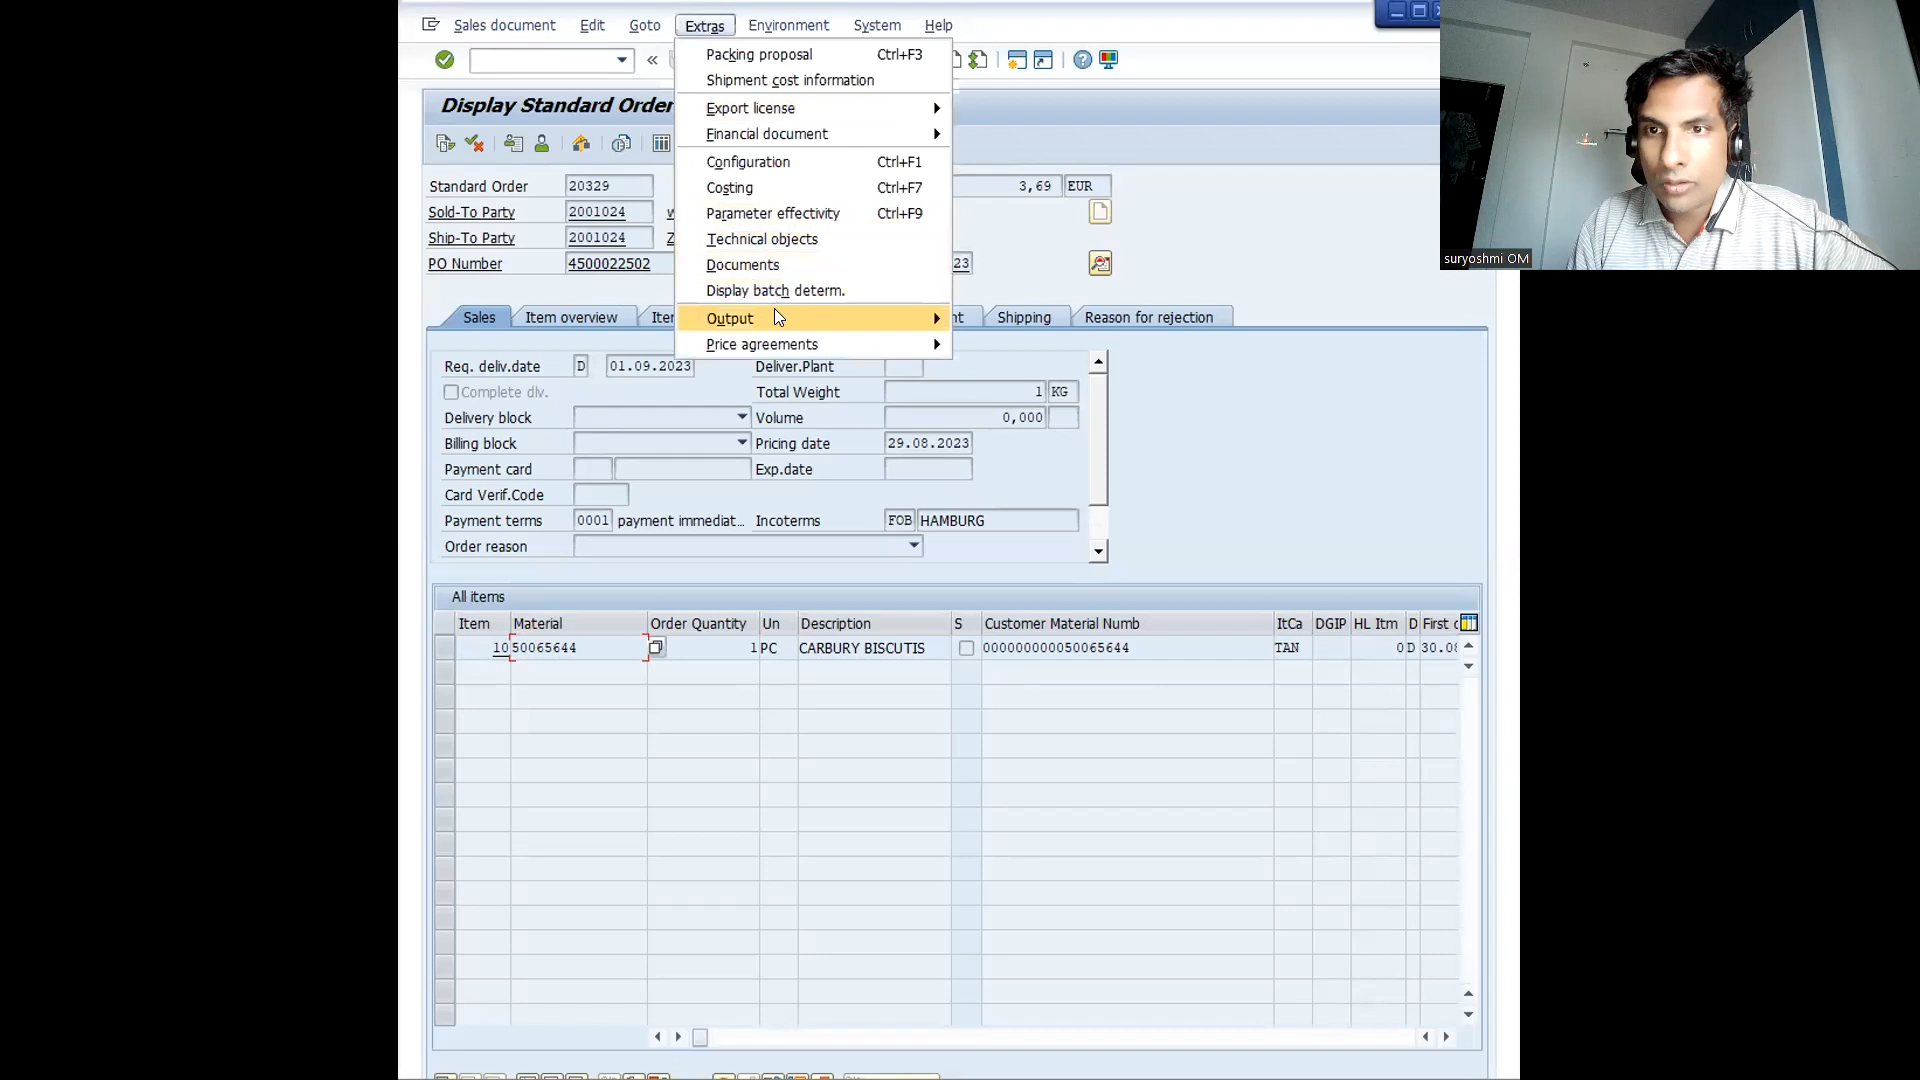 Sales document Edit Goto Extras Environment System Help
Packing proposal Ctrl+F3
Shipment cost information
Export license
Financial document
Configuration Ctrl+F1
Costing Ctrl+F7
Parameter effectivity Ctrl+F9
Technical objects
Documents
Display batch determ.
Output
Price agreements
Display Standard Order
Standard Order 20329 3,69 EUR
Sold-To Party 2001024
Ship-To Party 2001024
PO Number 4500022502 23
suryoshmi OM
Sales Item overview Shipping Reason for rejection
Req. deliv.date D 01.09.2023 Deliver.Plant
Complete dlv. Total Weight 1 KG
Delivery block Volume 0,000
Billing block Pricing date 29.08.2023
Payment card Exp.date
Card Verif.Code
Payment terms 0001 payment immediat... Incoterms FOB HAMBURG
Order reason
All items
Item Material Order Quantity Un Description S Customer Material Numb ItCa DGIP HL Itm D First
10 50065644 1 PC CARBURY BISCUTIS 000000000050065644 TAN 0 D 30.08